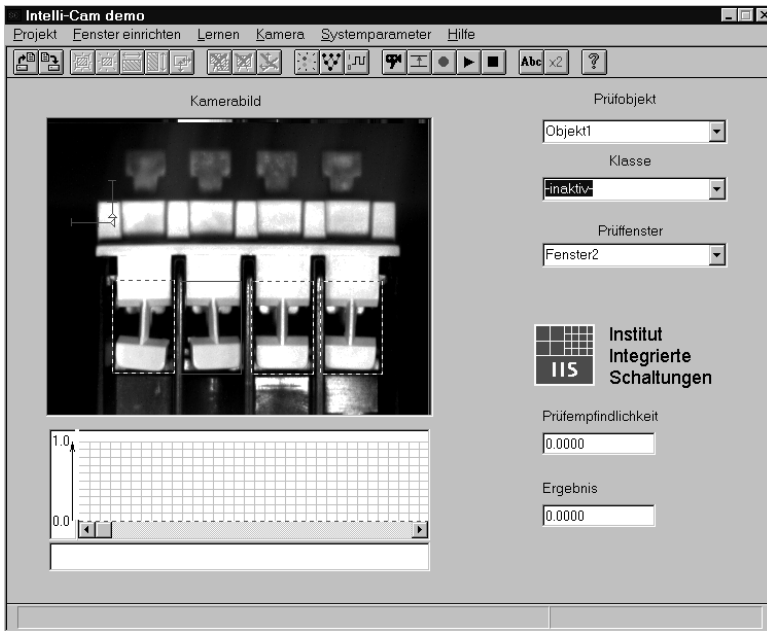 Intelli-Cam demo
Projekt Fenster einrichten Lernen Kamera Systemparameter Hilfe
Abc x2 ?
Kamerabild
Prüfobjekt
Objekt1
Klasse
-inaktiv-
Prüffenster
Fenster2
IIS
Institut
Integrierte
Schaltungen
Prüfempfindlichkeit
0.0000
Ergebnis
0.0000
1.0
0.0